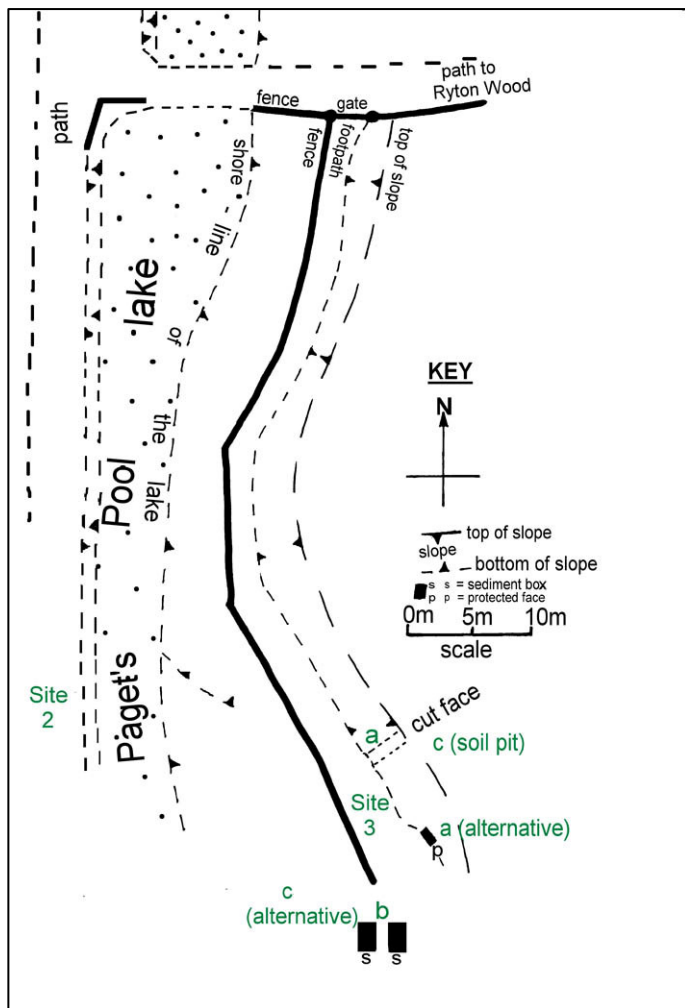 path to
Ryton Wood
fence
gate
path
fence
footpath
top of slope
shore
line
of
the
lake
Paget's
Pool
lake
KEY
N
top of slope
slope
bottom of slope
s s = sediment box
p p = protected face
0m 5m 10m
scale
Site
2
cut face
a
c (soil pit)
Site
3
a (alternative)
p
c
(alternative)
b
s s